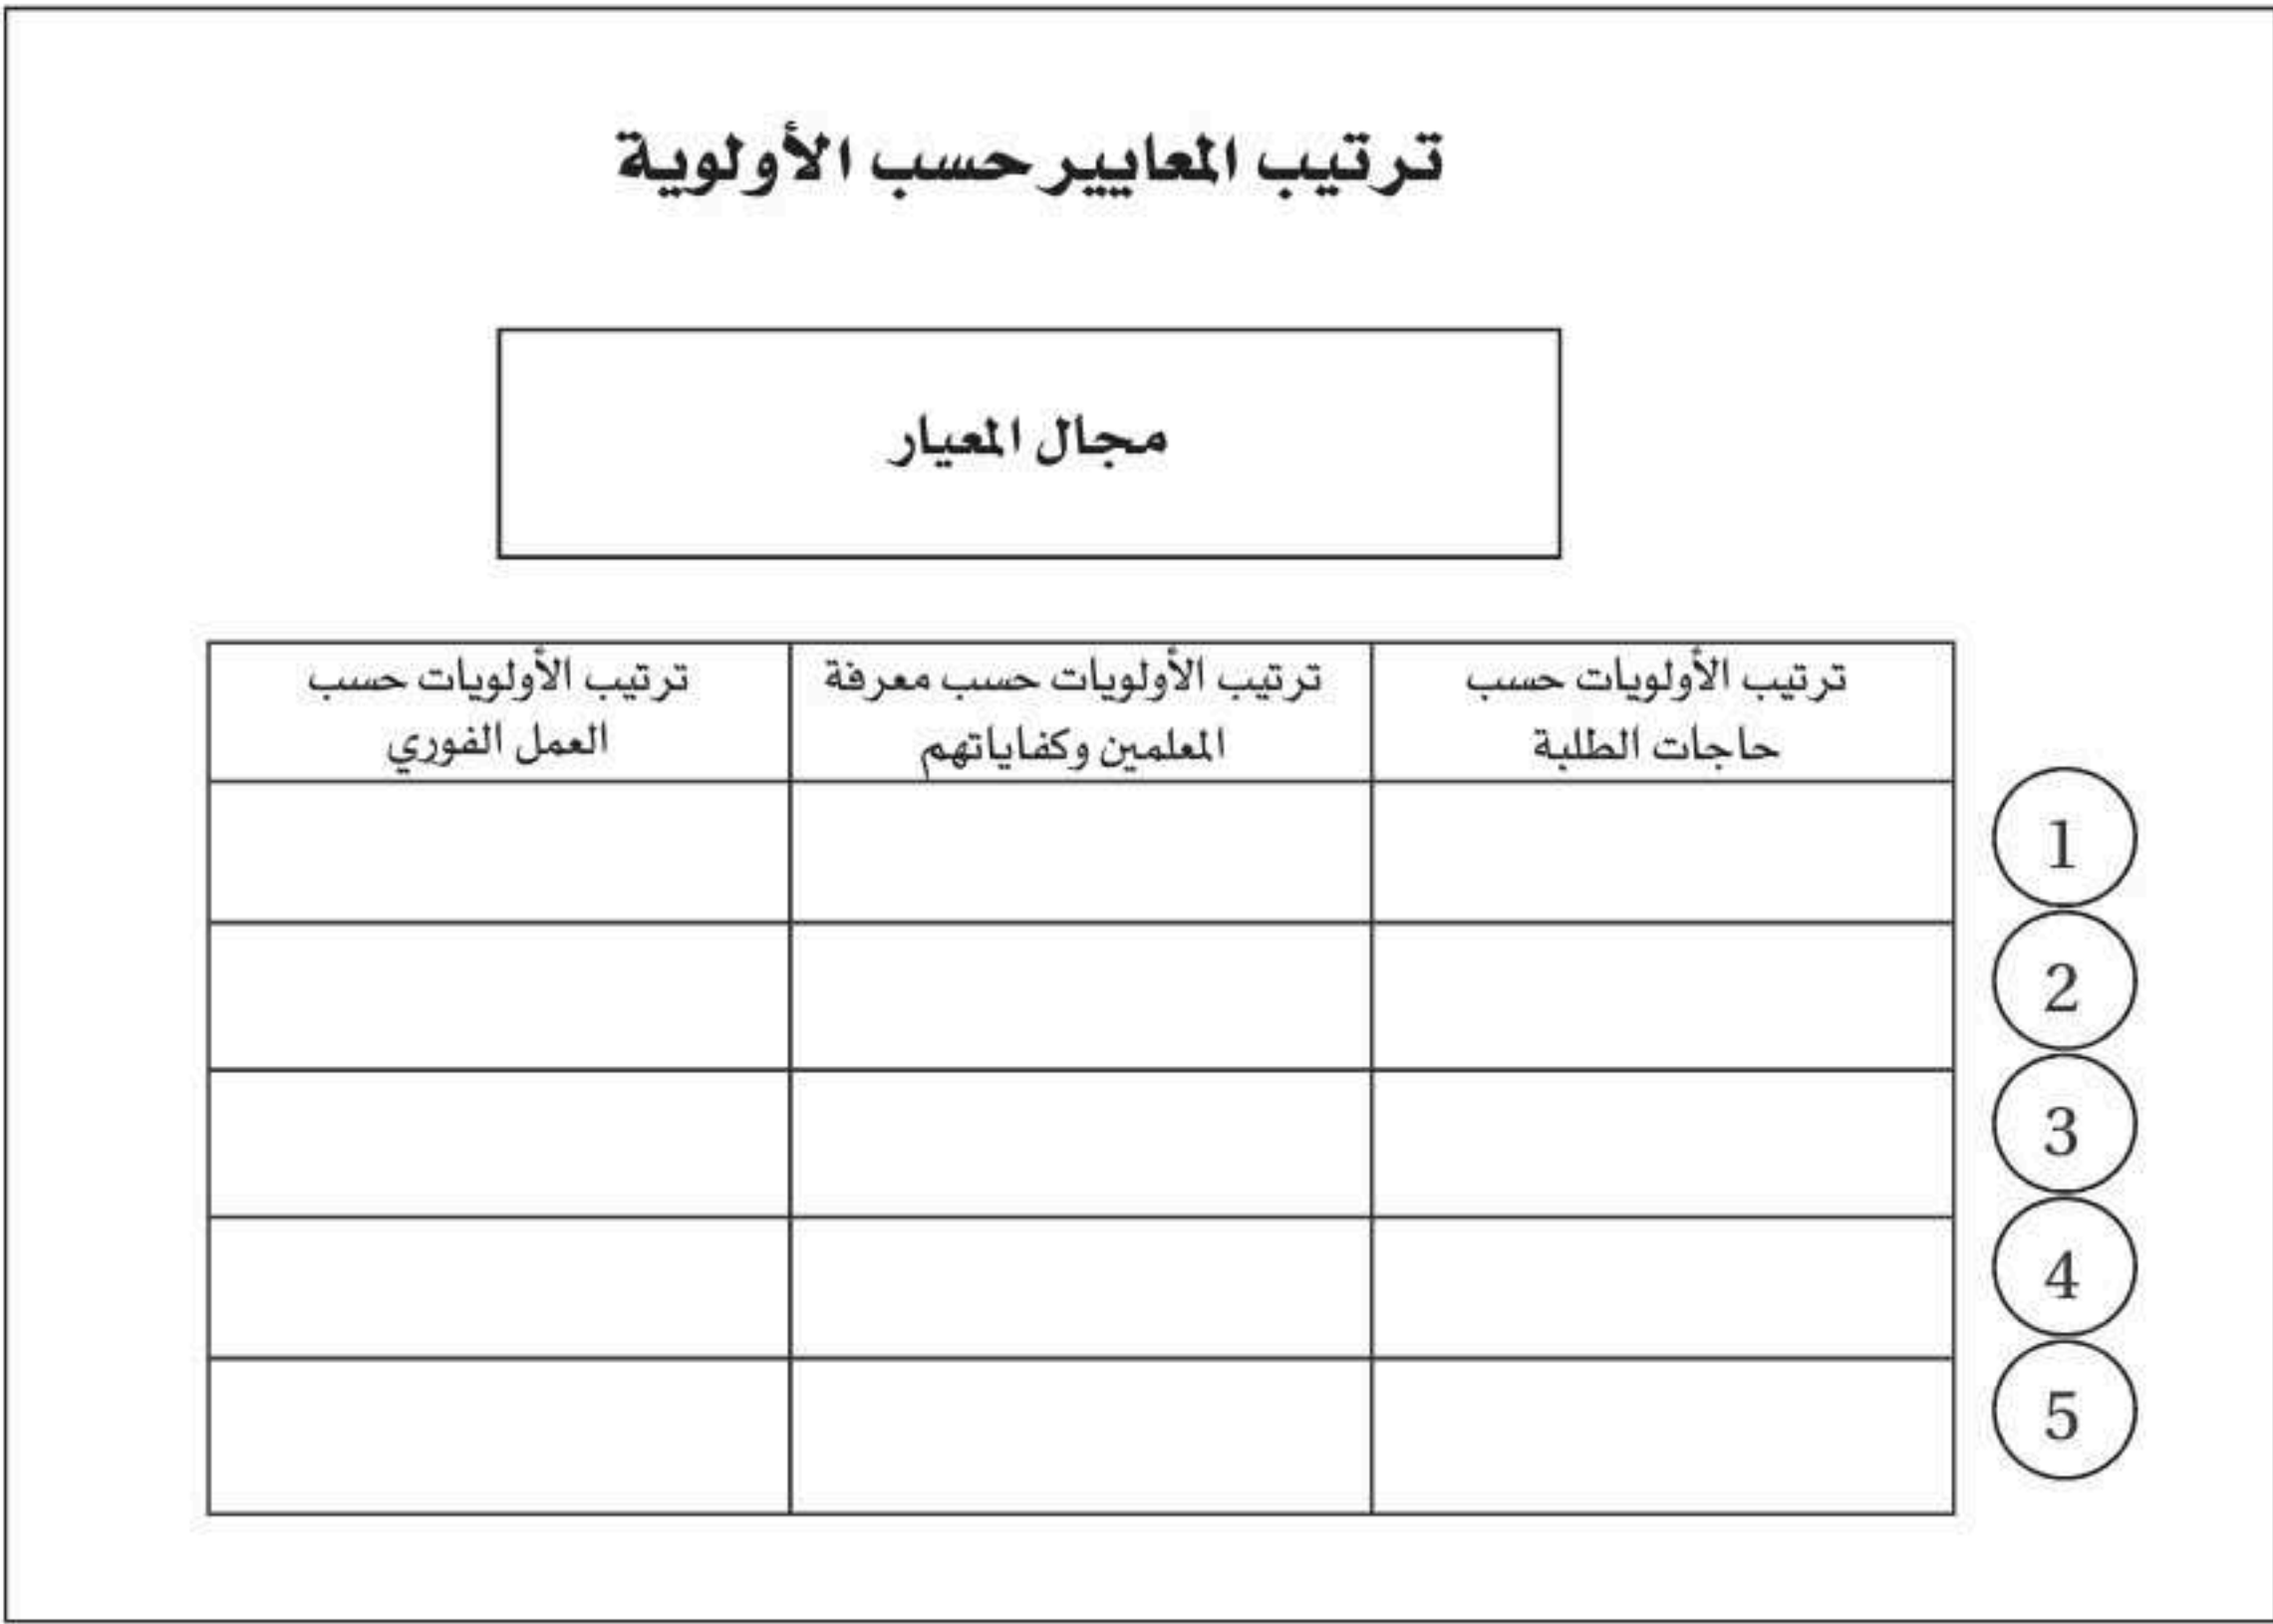 ترتيب المعايير حسب الأولوية
مجال المعيار
ترتيب الأولويات حسب
حاجات الطلبة
ترتيب الأولويات حسب معرفة
المعلمين وكفاياتهم
ترتيب الأولويات حسب
العمل الفوري
1
2
3
4
5